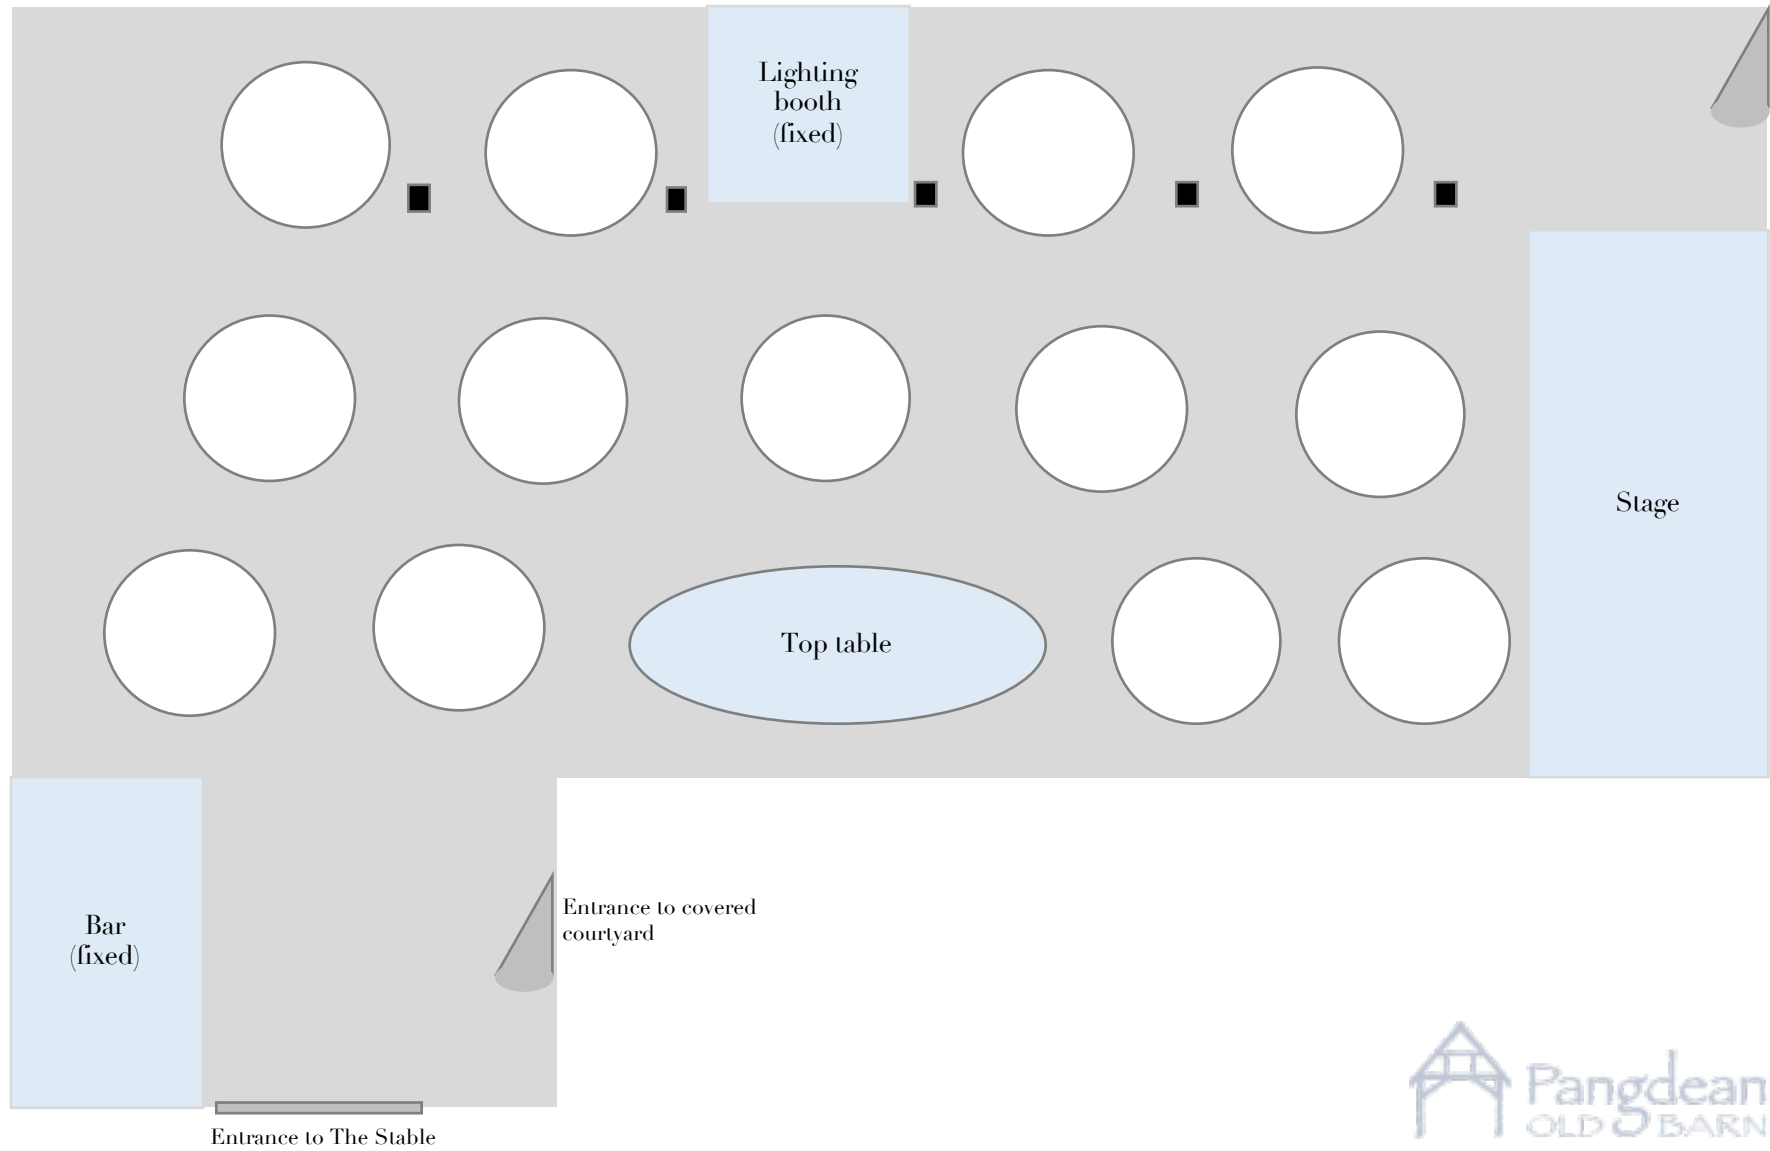 Lighting
booth
(fixed)
Stage
Top table
Bar
(fixed)
Entrance to covered
courtyard
Entrance to The Stable
Pangdean
OLD BARN